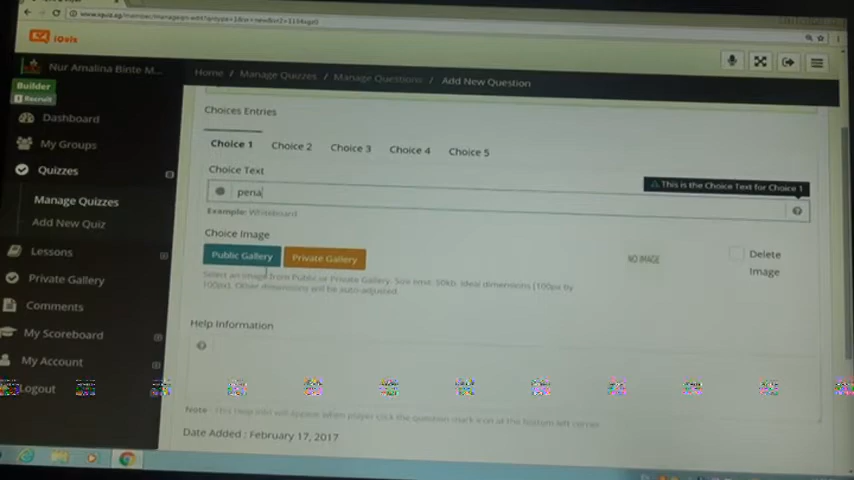 iQuiz
Nur Amalina Binte M...
Builder
Recruit
Dashboard
My Groups
Quizzes
Manage Quizzes
Add New Quiz
Lessons
Private Gallery
Comments
My Scoreboard
My Account
Logout
Home / Manage Quizzes / Manage Questions / Add New Question
Choices Entries
Choice 1 Choice 2 Choice 3 Choice 4 Choice 5
Choice Text
This is the Choice Text for Choice 1
pena
Example: Whiteboard
Choice Image
Public Gallery Private Gallery
NO IMAGE
Delete Image
Select an image from Public or Private Gallery. Size limit: 50kb. Ideal dimensions (100px by
100px). Other dimensions will be auto-adjusted.
Help Information
Note : This help info will appear when player click the question mark icon at the bottom left corner.
Date Added : February 17, 2017